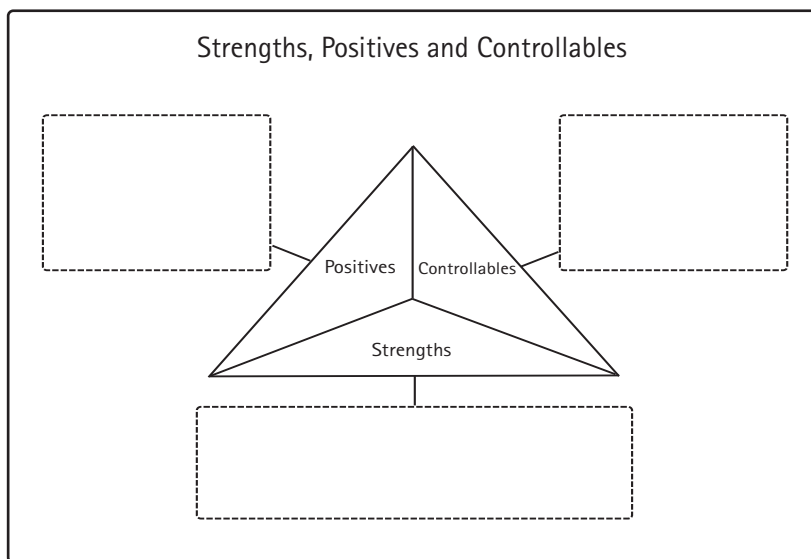 Strengths, Positives and Controllables
Positives
Controllables
Strengths